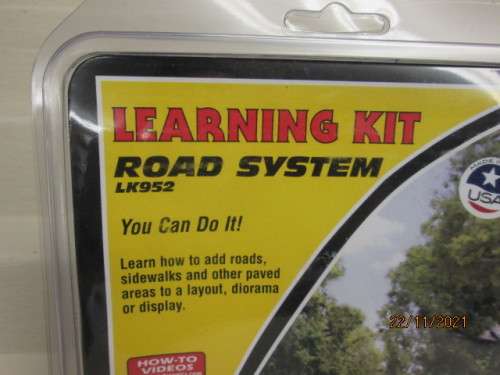 LEARNING KIT
ROAD SYSTEM
LK952
You Can Do It!
Learn how to add roads,
sidewalks and other paved
areas to a layout, diorama
or display.
HOW-TO
VIDEOS
USA
22/11/2021